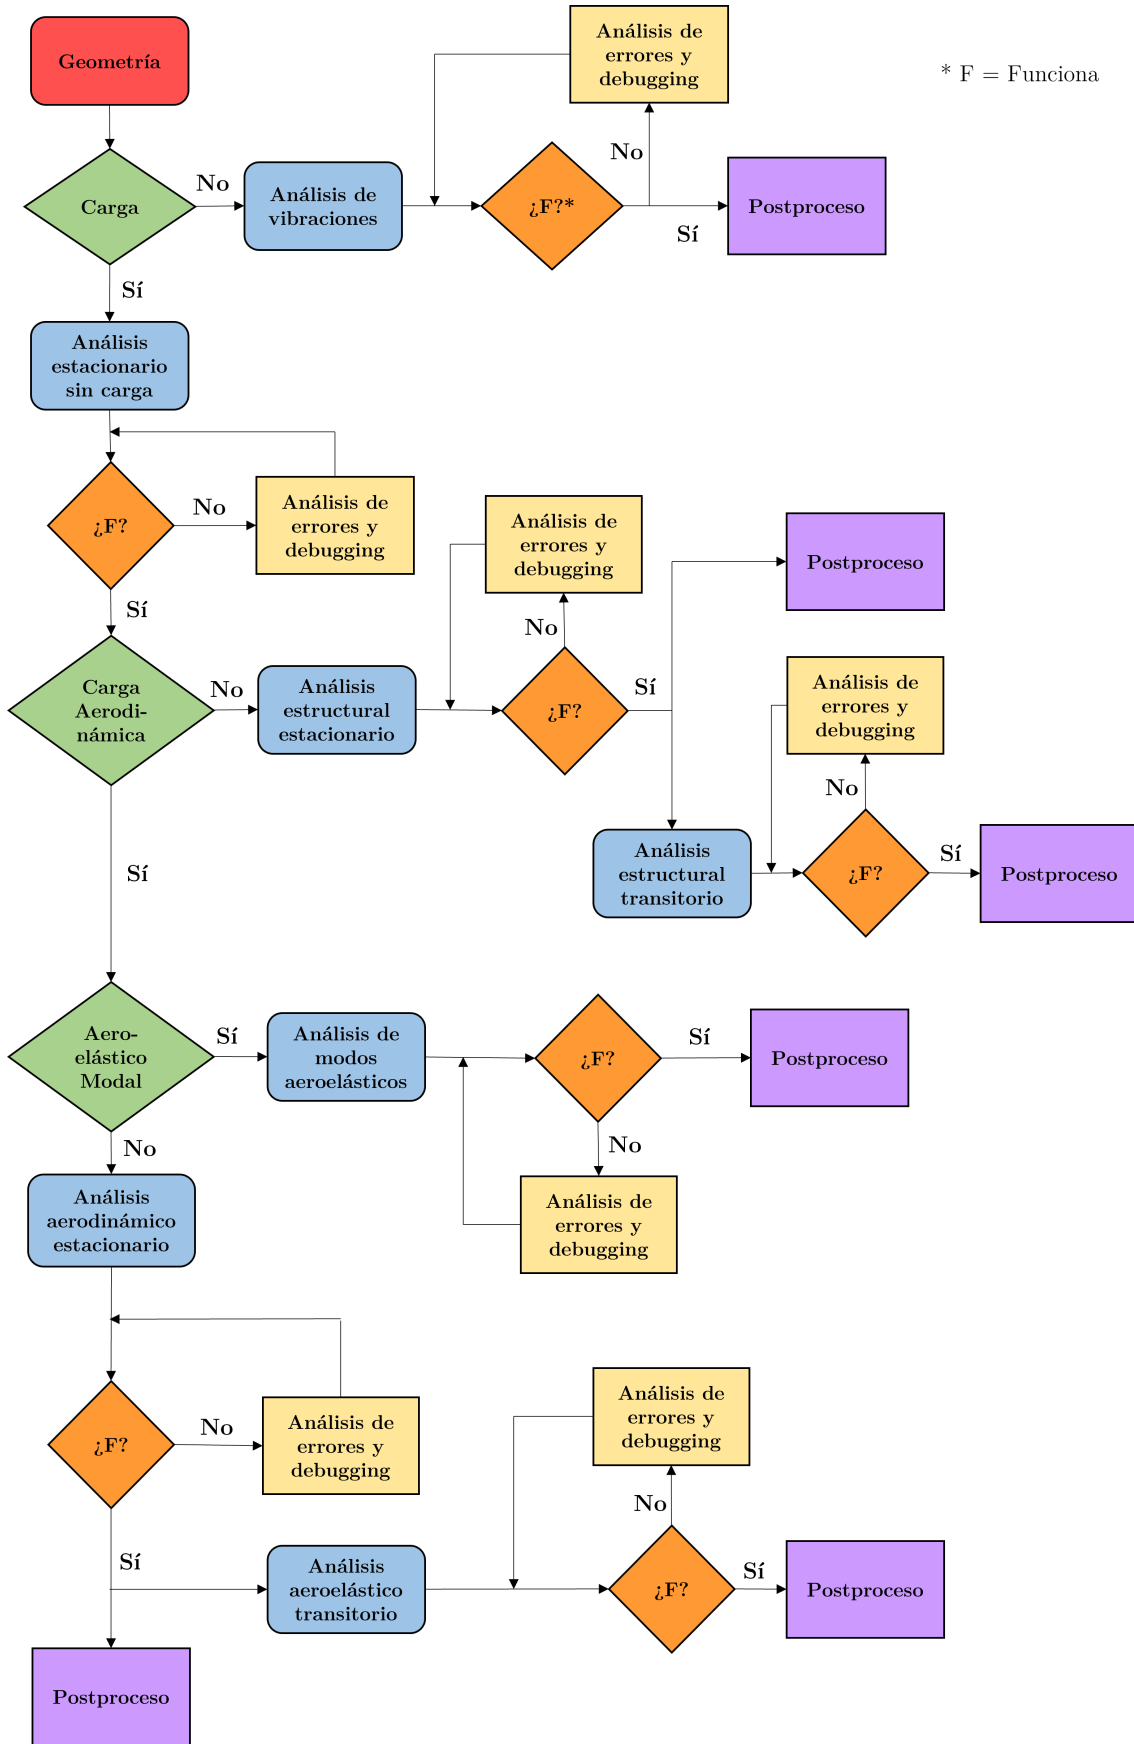 Geometría
Análisis de
errores y
debugging
* F = Funciona
Carga
No
Análisis de
vibraciones
¿F?*
No
Sí
Postproceso
Sí
Análisis
estacionario
sin carga
¿F?
No
Análisis de
errores y
debugging
Sí
Análisis de
errores y
debugging
Postproceso
Carga
Aerodi-
námica
No
Análisis
estructural
estacionario
No
¿F?
Sí
Análisis de
errores y
debugging
No
Análisis
estructural
transitorio
¿F?
Sí
Postproceso
Sí
Aero-
elástico
Modal
Sí
Análisis de
modos
aeroelásticos
¿F?
Sí
Postproceso
No
Análisis de
errores y
debugging
No
Análisis
aerodinámico
estacionario
¿F?
No
Análisis de
errores y
debugging
Análisis de
errores y
debugging
No
Sí
Análisis
aeroelástico
transitorio
¿F?
Sí
Postproceso
Postproceso